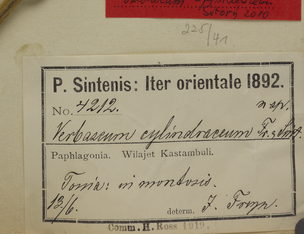 225/41
P. Sintenis: Iter orientale 1892.
No. 4212.
Verbascum cylindraceum
Paphlagonia. Wilajet Kastambuli.
Tossia: in montosis.
13/6.
determ. J. Freyn.
Comm. H. Ross 1919.